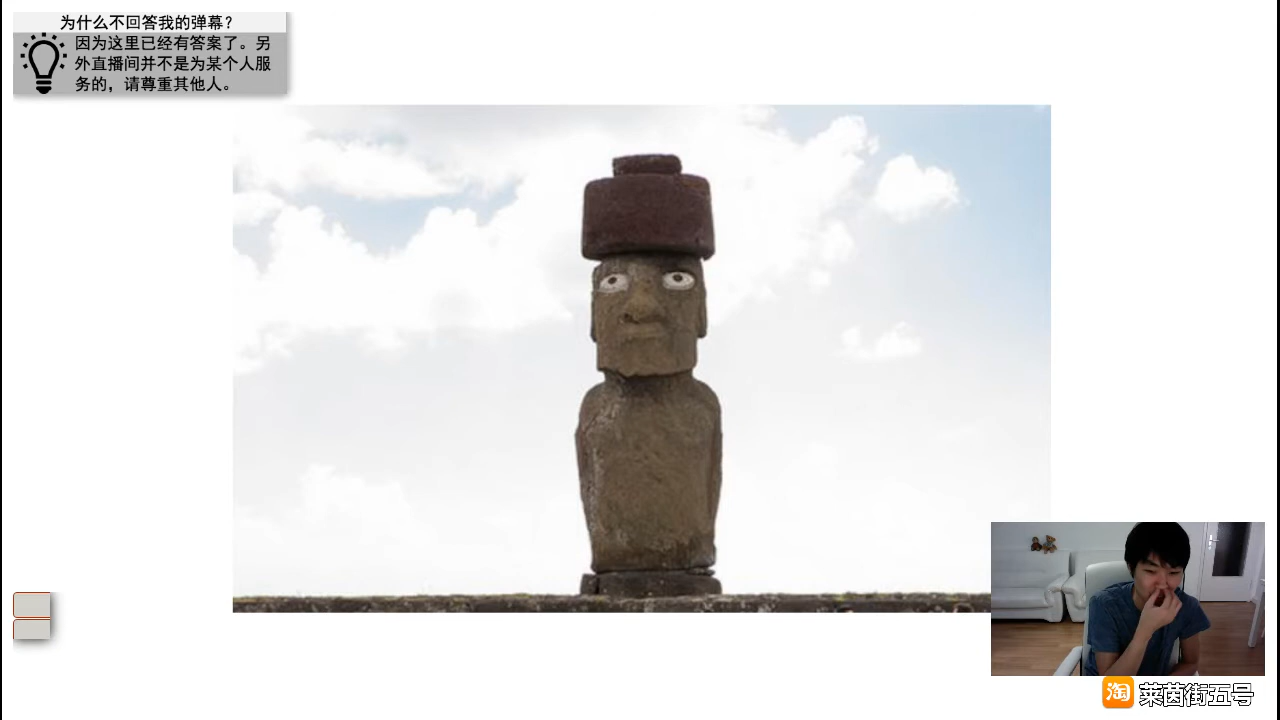 为什么不回答我的弹幕？
因为这里已经有答案了。另
外直播间并不是为某个人服
务的，请尊重其他人。
淘 莱茵街五号